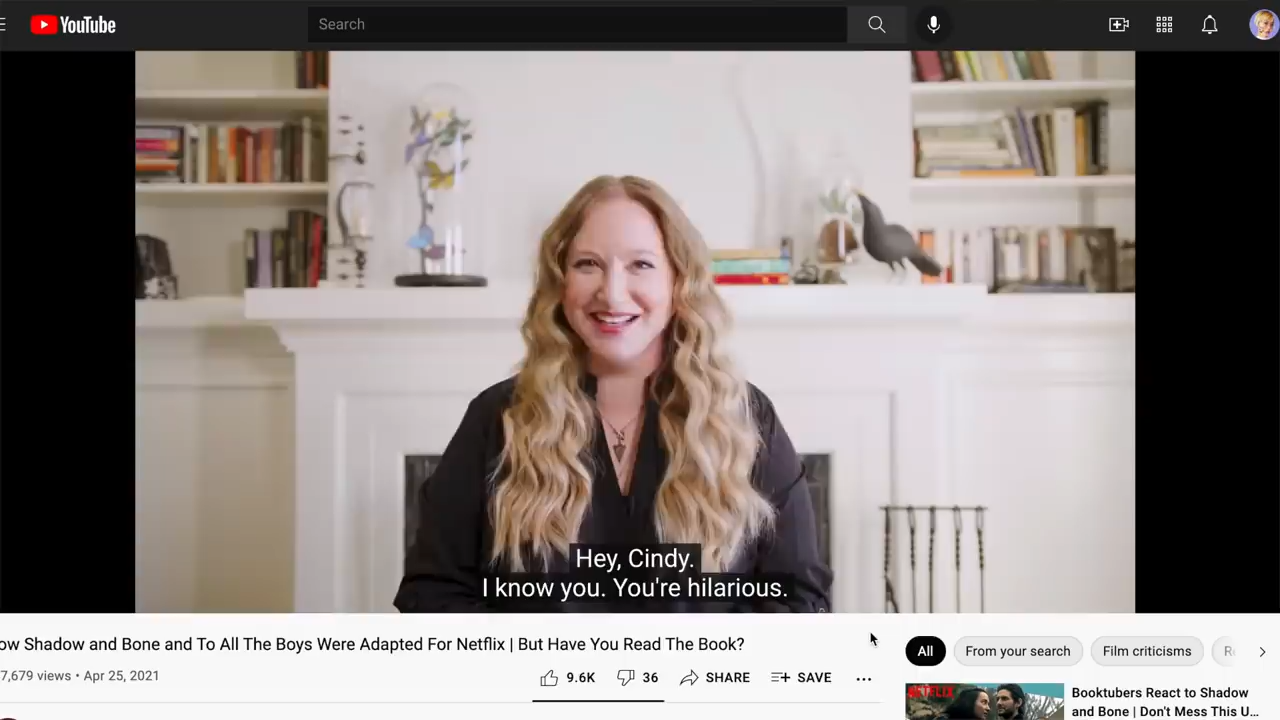 YouTube
Search
Hey, Cindy.
I know you. You're hilarious.
ow Shadow and Bone and To All The Boys Were Adapted For Netflix | But Have You Read The Book?
7,679 views • Apr 25, 2021
9.6K
36
SHARE
SAVE
All
From your search
Film criticisms
NETFLIX
Booktubers React to Shadow
and Bone | Don't Mess This U...